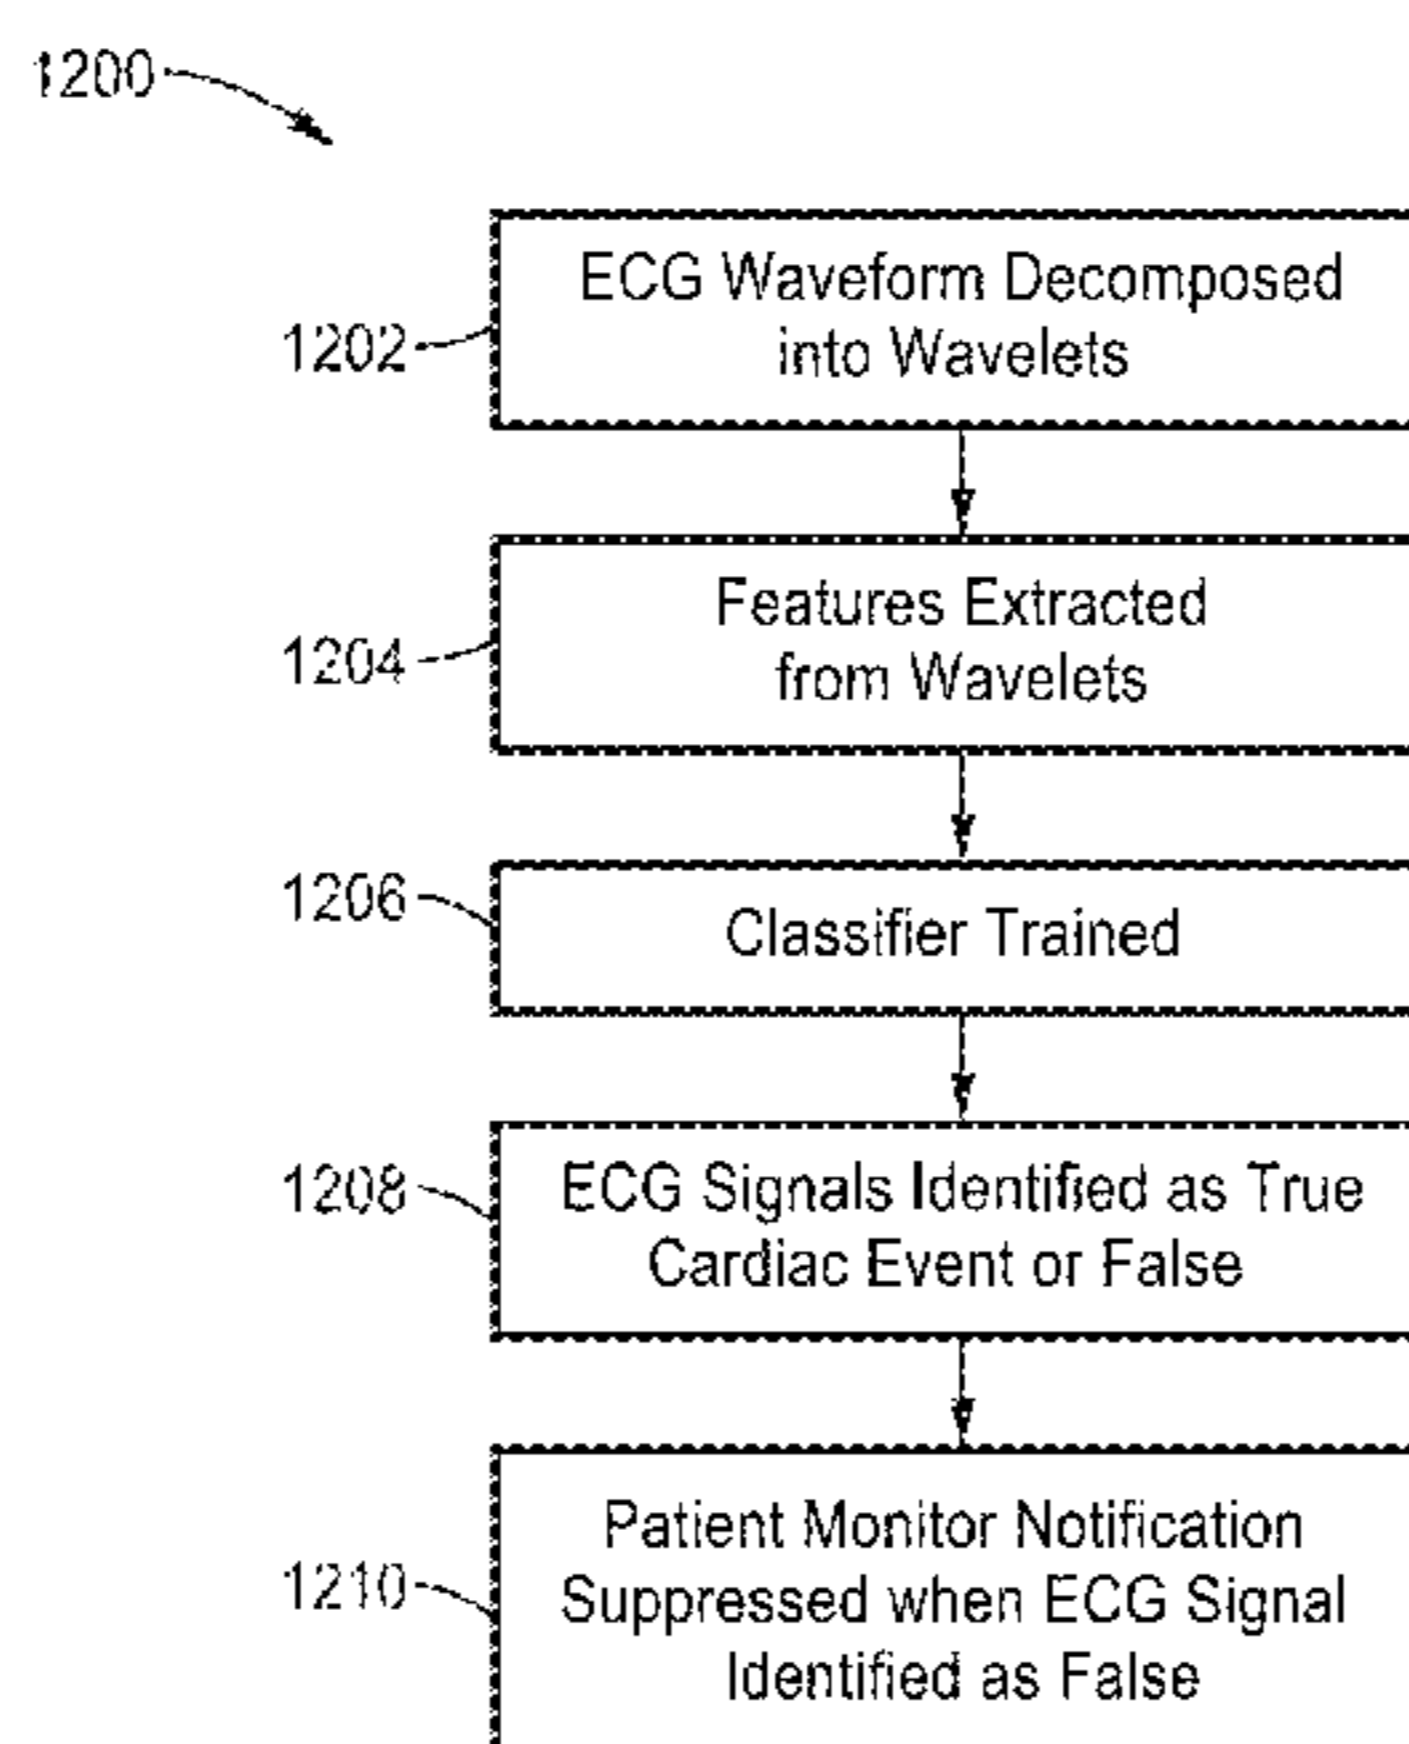 1200
ECG Waveform Decomposed
into Wavelets
1202
Features Extracted
from Wavelets
1204
1206
Classifier Trained
1208
ECG Signals Identified as True
Cardiac Event or False
Patient Monitor Notification
1210
Suppressed when ECG Signal
Identified as False